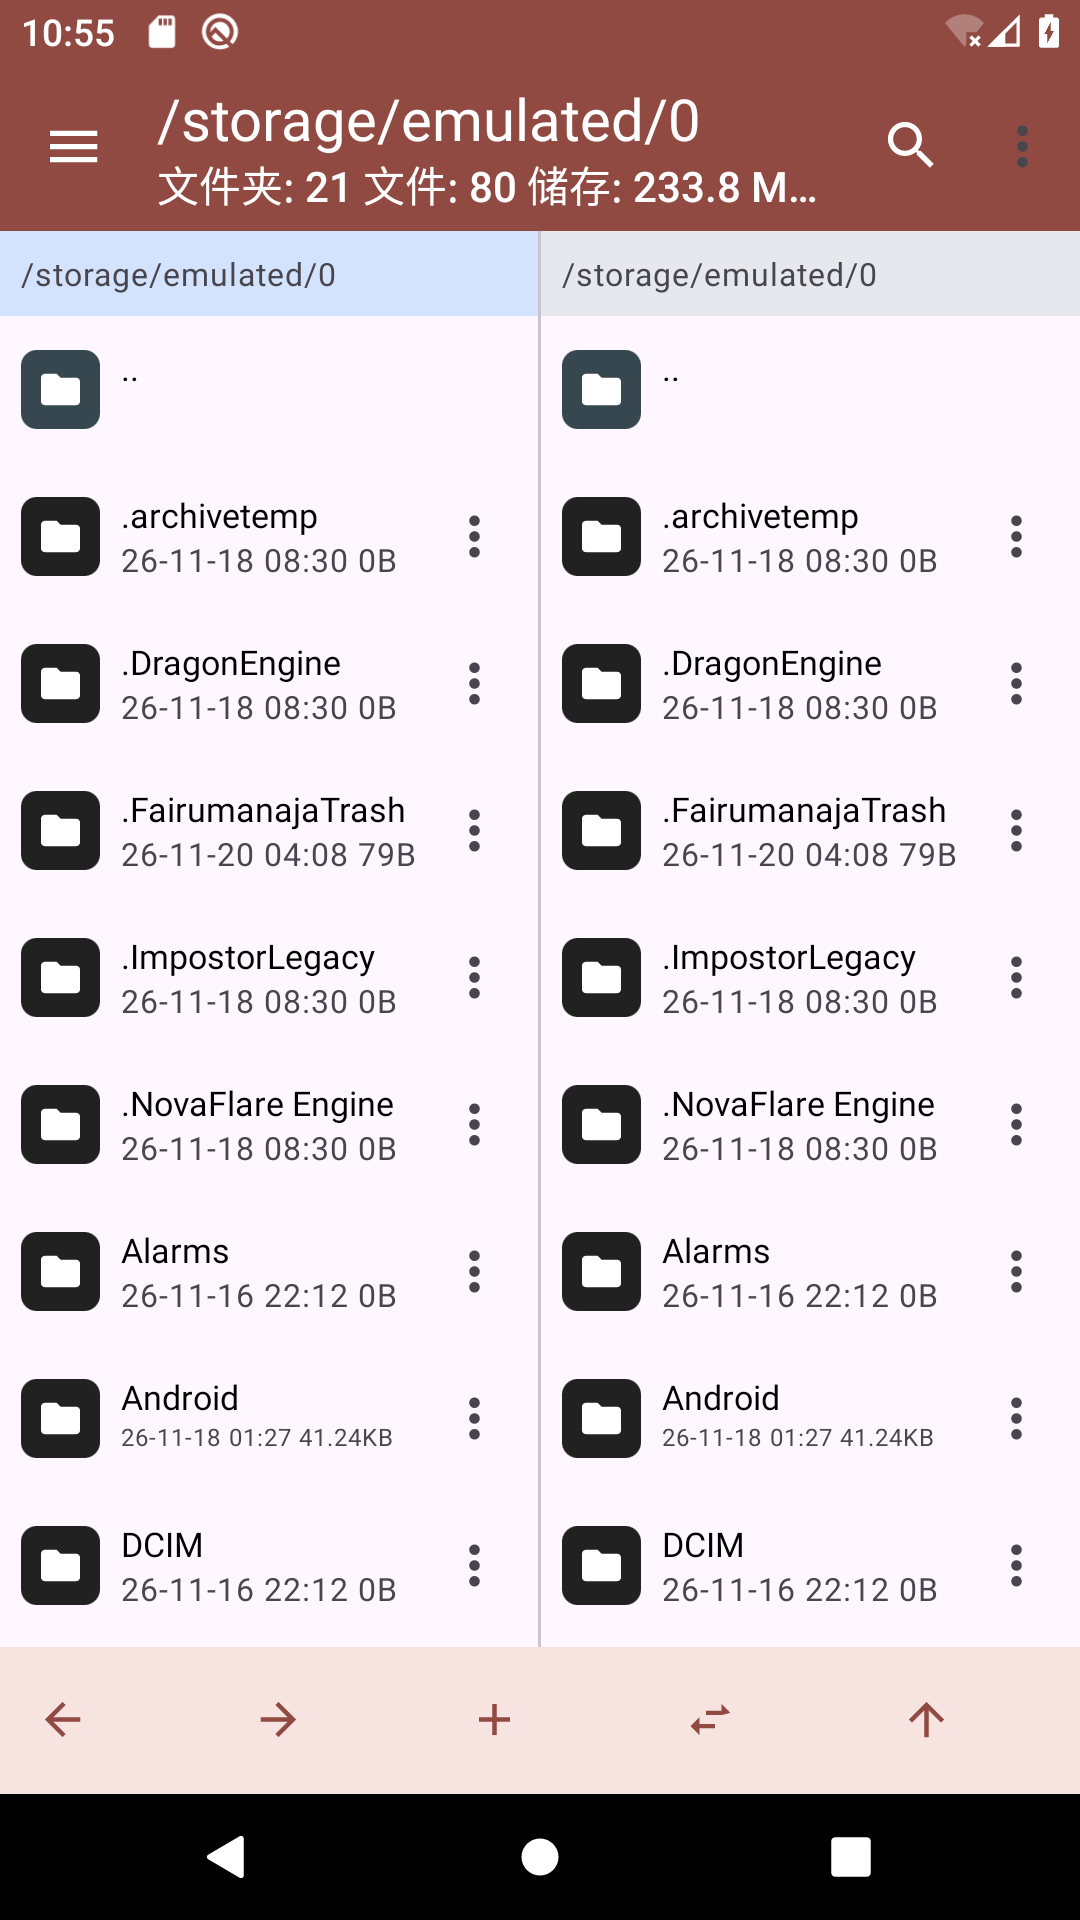 10:55
/storage/emulated/0
文件夹: 21 文件: 80 储存: 233.8 M...
/storage/emulated/0
..
.archivetemp
26-11-18 08:30 0B
.DragonEngine
26-11-18 08:30 0B
.FairumanajaTrash
26-11-20 04:08 79B
.ImpostorLegacy
26-11-18 08:30 0B
.NovaFlare Engine
26-11-18 08:30 0B
Alarms
26-11-16 22:12 0B
Android
26-11-18 01:27 41.24KB
DCIM
26-11-16 22:12 0B
/storage/emulated/0
..
.archivetemp
26-11-18 08:30 0B
.DragonEngine
26-11-18 08:30 0B
.FairumanajaTrash
26-11-20 04:08 79B
.ImpostorLegacy
26-11-18 08:30 0B
.NovaFlare Engine
26-11-18 08:30 0B
Alarms
26-11-16 22:12 0B
Android
26-11-18 01:27 41.24KB
DCIM
26-11-16 22:12 0B